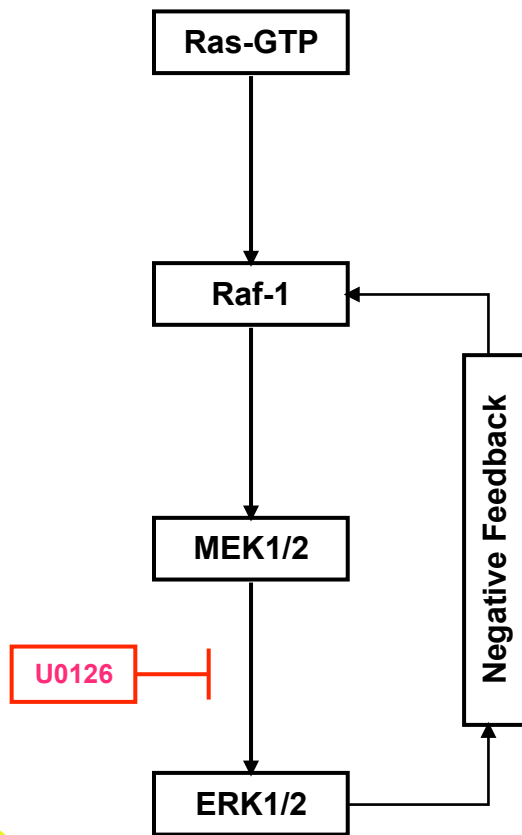 Ras-GTP
Raf-1
Negative Feedback
MEK1/2
U0126
ERK1/2